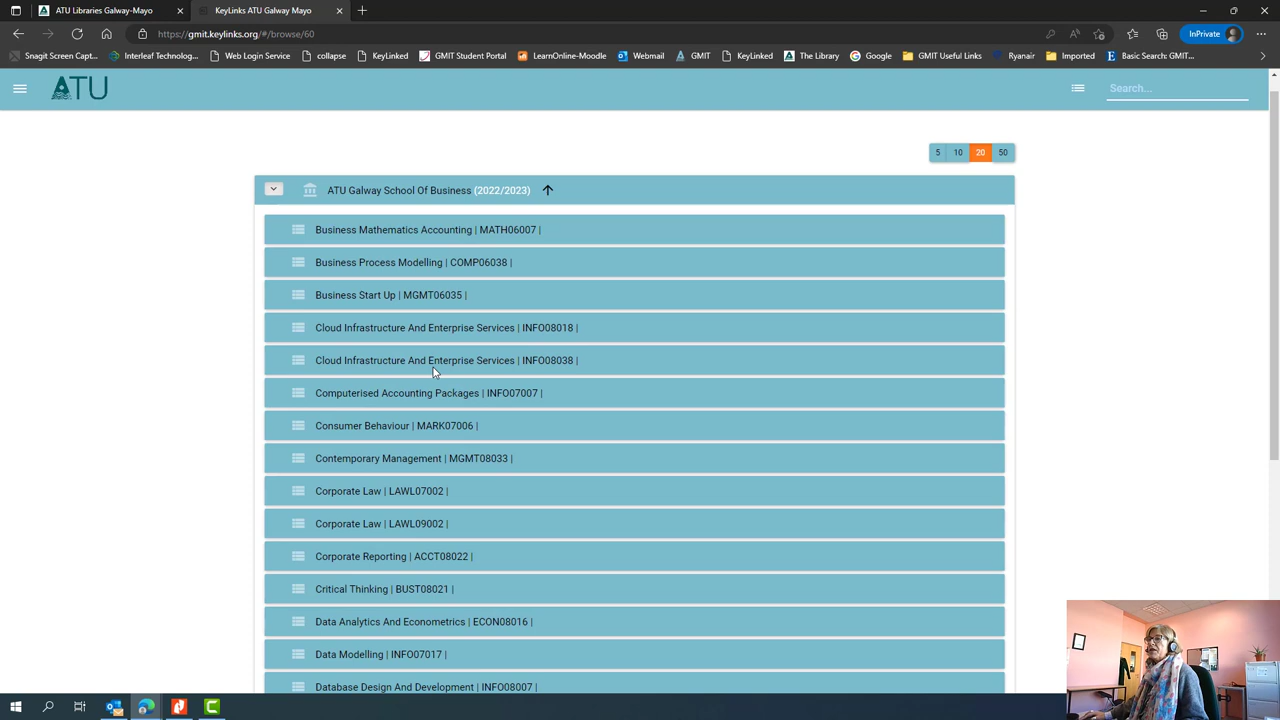 ATU Libraries Galway-Mayo
KeyLinks ATU Galway Mayo
https://gmit.keylinks.org/#/browse/60
InPrivate
Snagit Screen Capt...
Interleaf Technolog...
Web Login Service
collapse
KeyLinked
GMIT Student Portal
LearnOnline-Moodle
Webmail
GMIT
KeyLinked
The Library
Google
GMIT Useful Links
Ryanair
Imported
Basic Search: GMIT...
ATU
Search...
5 10 20 50
ATU Galway School Of Business (2022/2023)
Business Mathematics Accounting | MATH06007 |
Business Process Modelling | COMP06038 |
Business Start Up | MGMT06035 |
Cloud Infrastructure And Enterprise Services | INFO08018 |
Cloud Infrastructure And Enterprise Services | INFO08038 |
Computerised Accounting Packages | INFO07007 |
Consumer Behaviour | MARK07006 |
Contemporary Management | MGMT08033 |
Corporate Law | LAWL07002 |
Corporate Law | LAWL09002 |
Corporate Reporting | ACCT08022 |
Critical Thinking | BUST08021 |
Data Analytics And Econometrics | ECON08016 |
Data Modelling | INFO07017 |
Database Design And Development | INFO08007 |